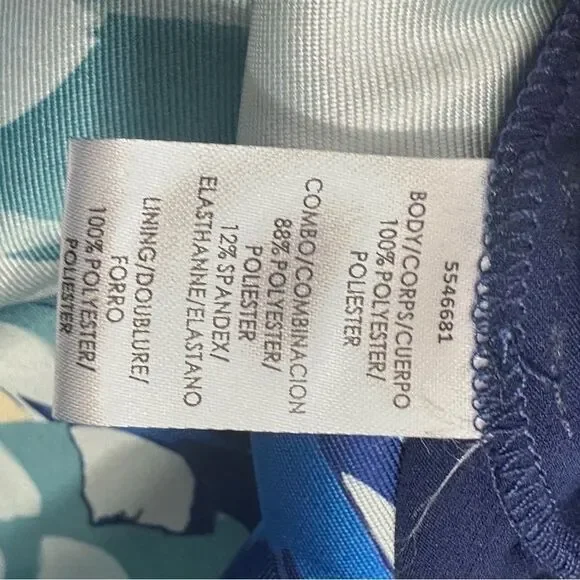 5546681
BODY/CORPS/CUERPO
100% POLYESTER/
POLIESTER
COMBO/COMBINACION
88% POLYESTER/
POLIESTER
12% SPANDEX/
ELASTHANNE/ELASTANO
LINING/DOUBLURE/
FORRO
100% POLYESTER/
POLIESTER